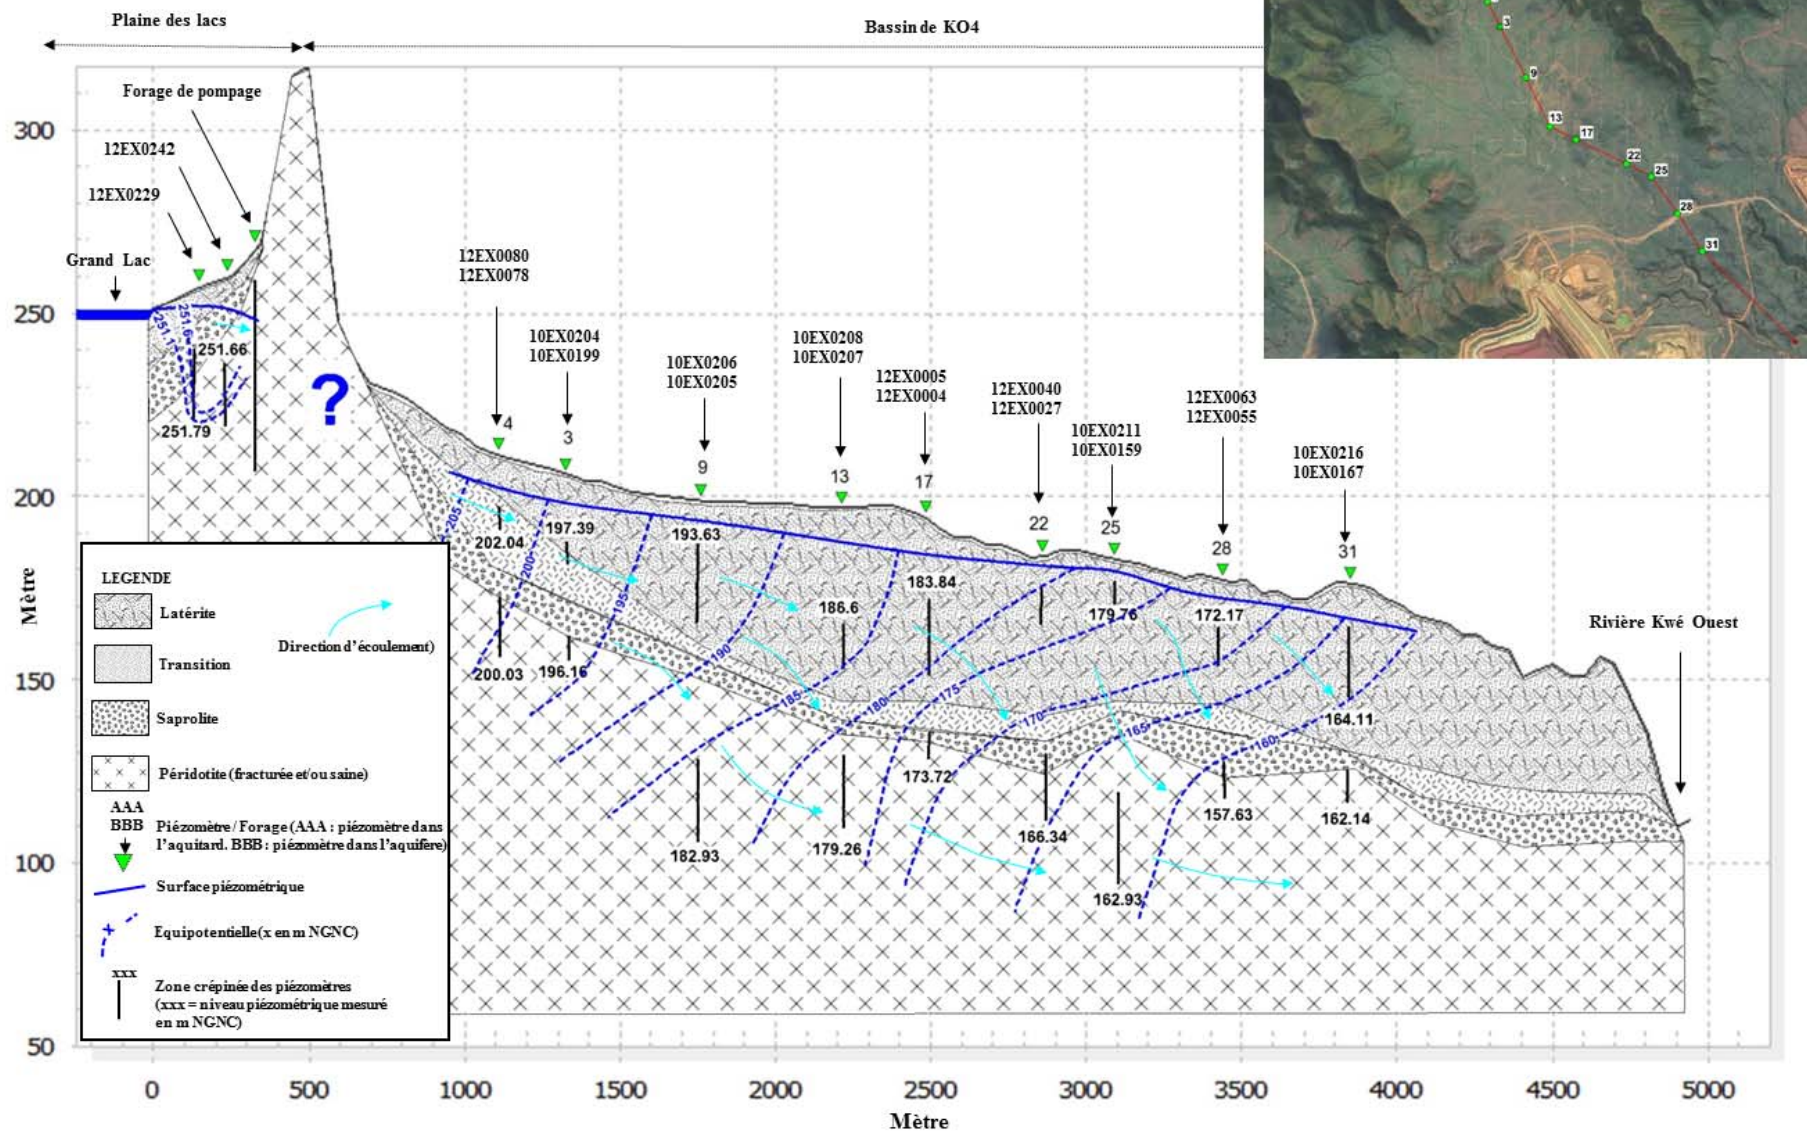 Plaine des lacs
Bassin de KO4
Forage de pompage
12EX0242
12EX0229
Grand Lac
12EX0080
12EX0078
10EX0204
10EX0199
10EX0206
10EX0205
10EX0208
10EX0207
12EX0005
12EX0004
12EX0040
12EX0027
10EX0211
10EX0159
12EX0063
12EX0055
10EX0216
10EX0167
Rivière Kwé Ouest
4
3
9
13
17
22
25
28
31
3
9
13
17
22
25
28
31
300
250
200
150
100
50
Mètre
251.66
251.79
?
202.04
200.03
197.39
196.16
193.63
182.93
186.6
179.26
183.84
173.72
166.34
179.76
162.93
172.17
157.63
164.11
162.14
205
200
195
190
185
180
175
170
165
160
LEGENDE
Latérite
Transition
Saprolite
Péridotite (fracturée et/ou saine)
Direction d'écoulement)
AAA
BBB
Piézomètre / Forage (AAA : piézomètre dans
l'aquitard. BBB : piézomètre dans l'aquifère)
Surface piézométrique
Equipotentielle (x en m NGNC)
x
xxx
Zone crépinée des piézomètres
(xxx = niveau piézométrique mesuré
en m NGNC)
0
500
1000
1500
2000
2500
3000
3500
4000
4500
5000
Mètre